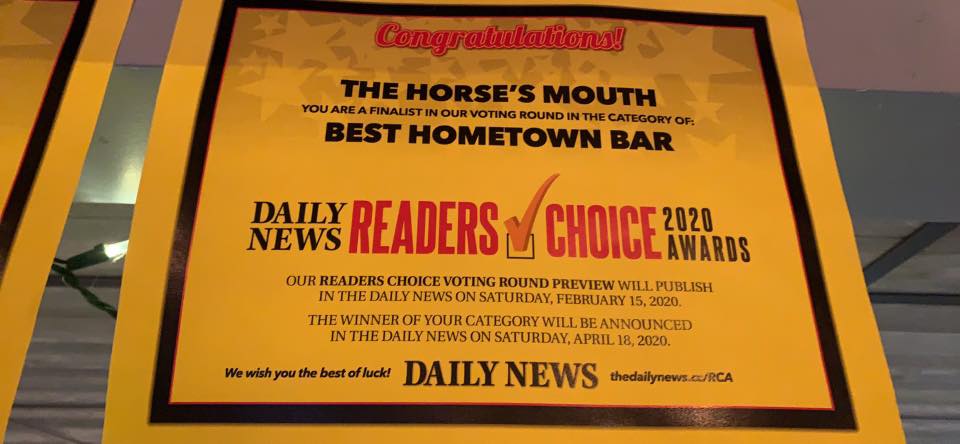 Congratulations!
THE HORSE'S MOUTH
YOU ARE A FINALIST IN OUR VOTING ROUND IN THE CATEGORY OF:
BEST HOMETOWN BAR
DAILY NEWS READERS CHOICE 2020 AWARDS
OUR READERS CHOICE VOTING ROUND PREVIEW WILL PUBLISH
IN THE DAILY NEWS ON SATURDAY, FEBRUARY 15, 2020.
THE WINNER OF YOUR CATEGORY WILL BE ANNOUNCED
IN THE DAILY NEWS ON SATURDAY, APRIL 18, 2020.
We wish you the best of luck! DAILY NEWS thedailynews.cc/RCA